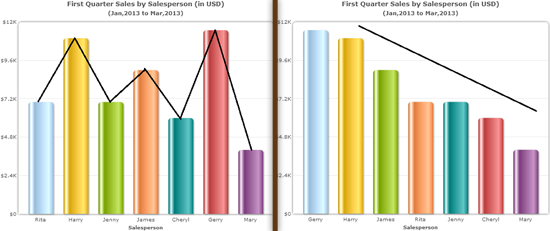 First Quarter Sales by Salesperson (in USD)
(Jan,2013 to Mar,2013)
$12K
$9.6K
$7.2K
$4.8K
$2.4K
$0
Rita Harry Jenny James Cheryl Gerry Mary
Salesperson
First Quarter Sales by Salesperson (in USD)
(Jan,2013 to Mar,2013)
$12K
$9.6K
$7.2K
$4.8K
$2.4K
$0
Gerry Harry James Rita Jenny Cheryl Mary
Salesperson